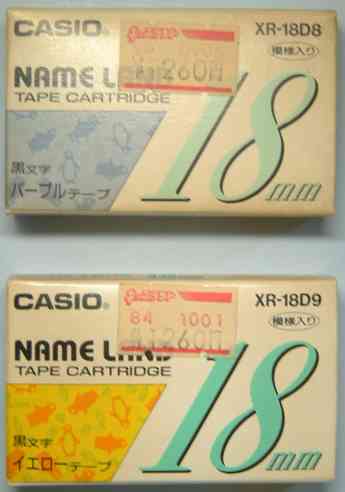 CASIO
XR-18D8
模様入り
NAME LAND
TAPE CARTRIDGE
18mm
黒文字
パープルテープ
CASIO
XR-18D9
84 1001
模様入り
NAME LAND
TAPE CARTRIDGE
18mm
黒文字
イエローテープ